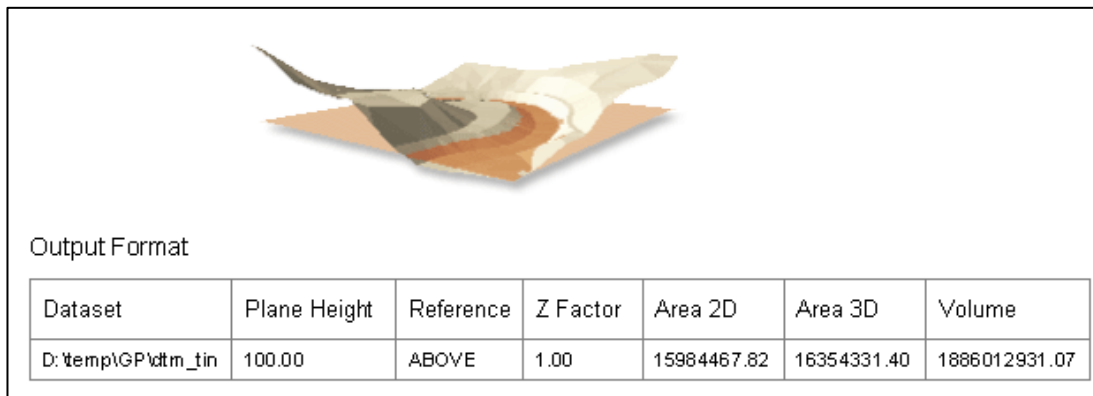 Output Format
Dataset Plane Height Reference Z Factor Area 2D Area 3D Volume
D:\temp\GP\dtm_tin 100.00 ABOVE 1.00 15984467.82 16354331.40 1886012931.07